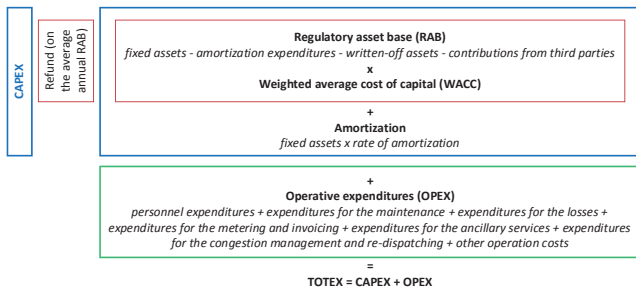 CAPEX
Refund (on
the average
annual RAB)
Regulatory asset base (RAB)
fixed assets - amortization expenditures - written-off assets - contributions from third parties
x
Weighted average cost of capital (WACC)
+
Amortization
fixed assets x rate of amortization
+
Operative expenditures (OPEX)
personnel expenditures + expenditures for the maintenance + expenditures for the losses +
expenditures for the metering and invoicing + expenditures for the ancillary services + expenditures
for the congestion management and re-dispatching + other operation costs
=
TOTEX = CAPEX + OPEX